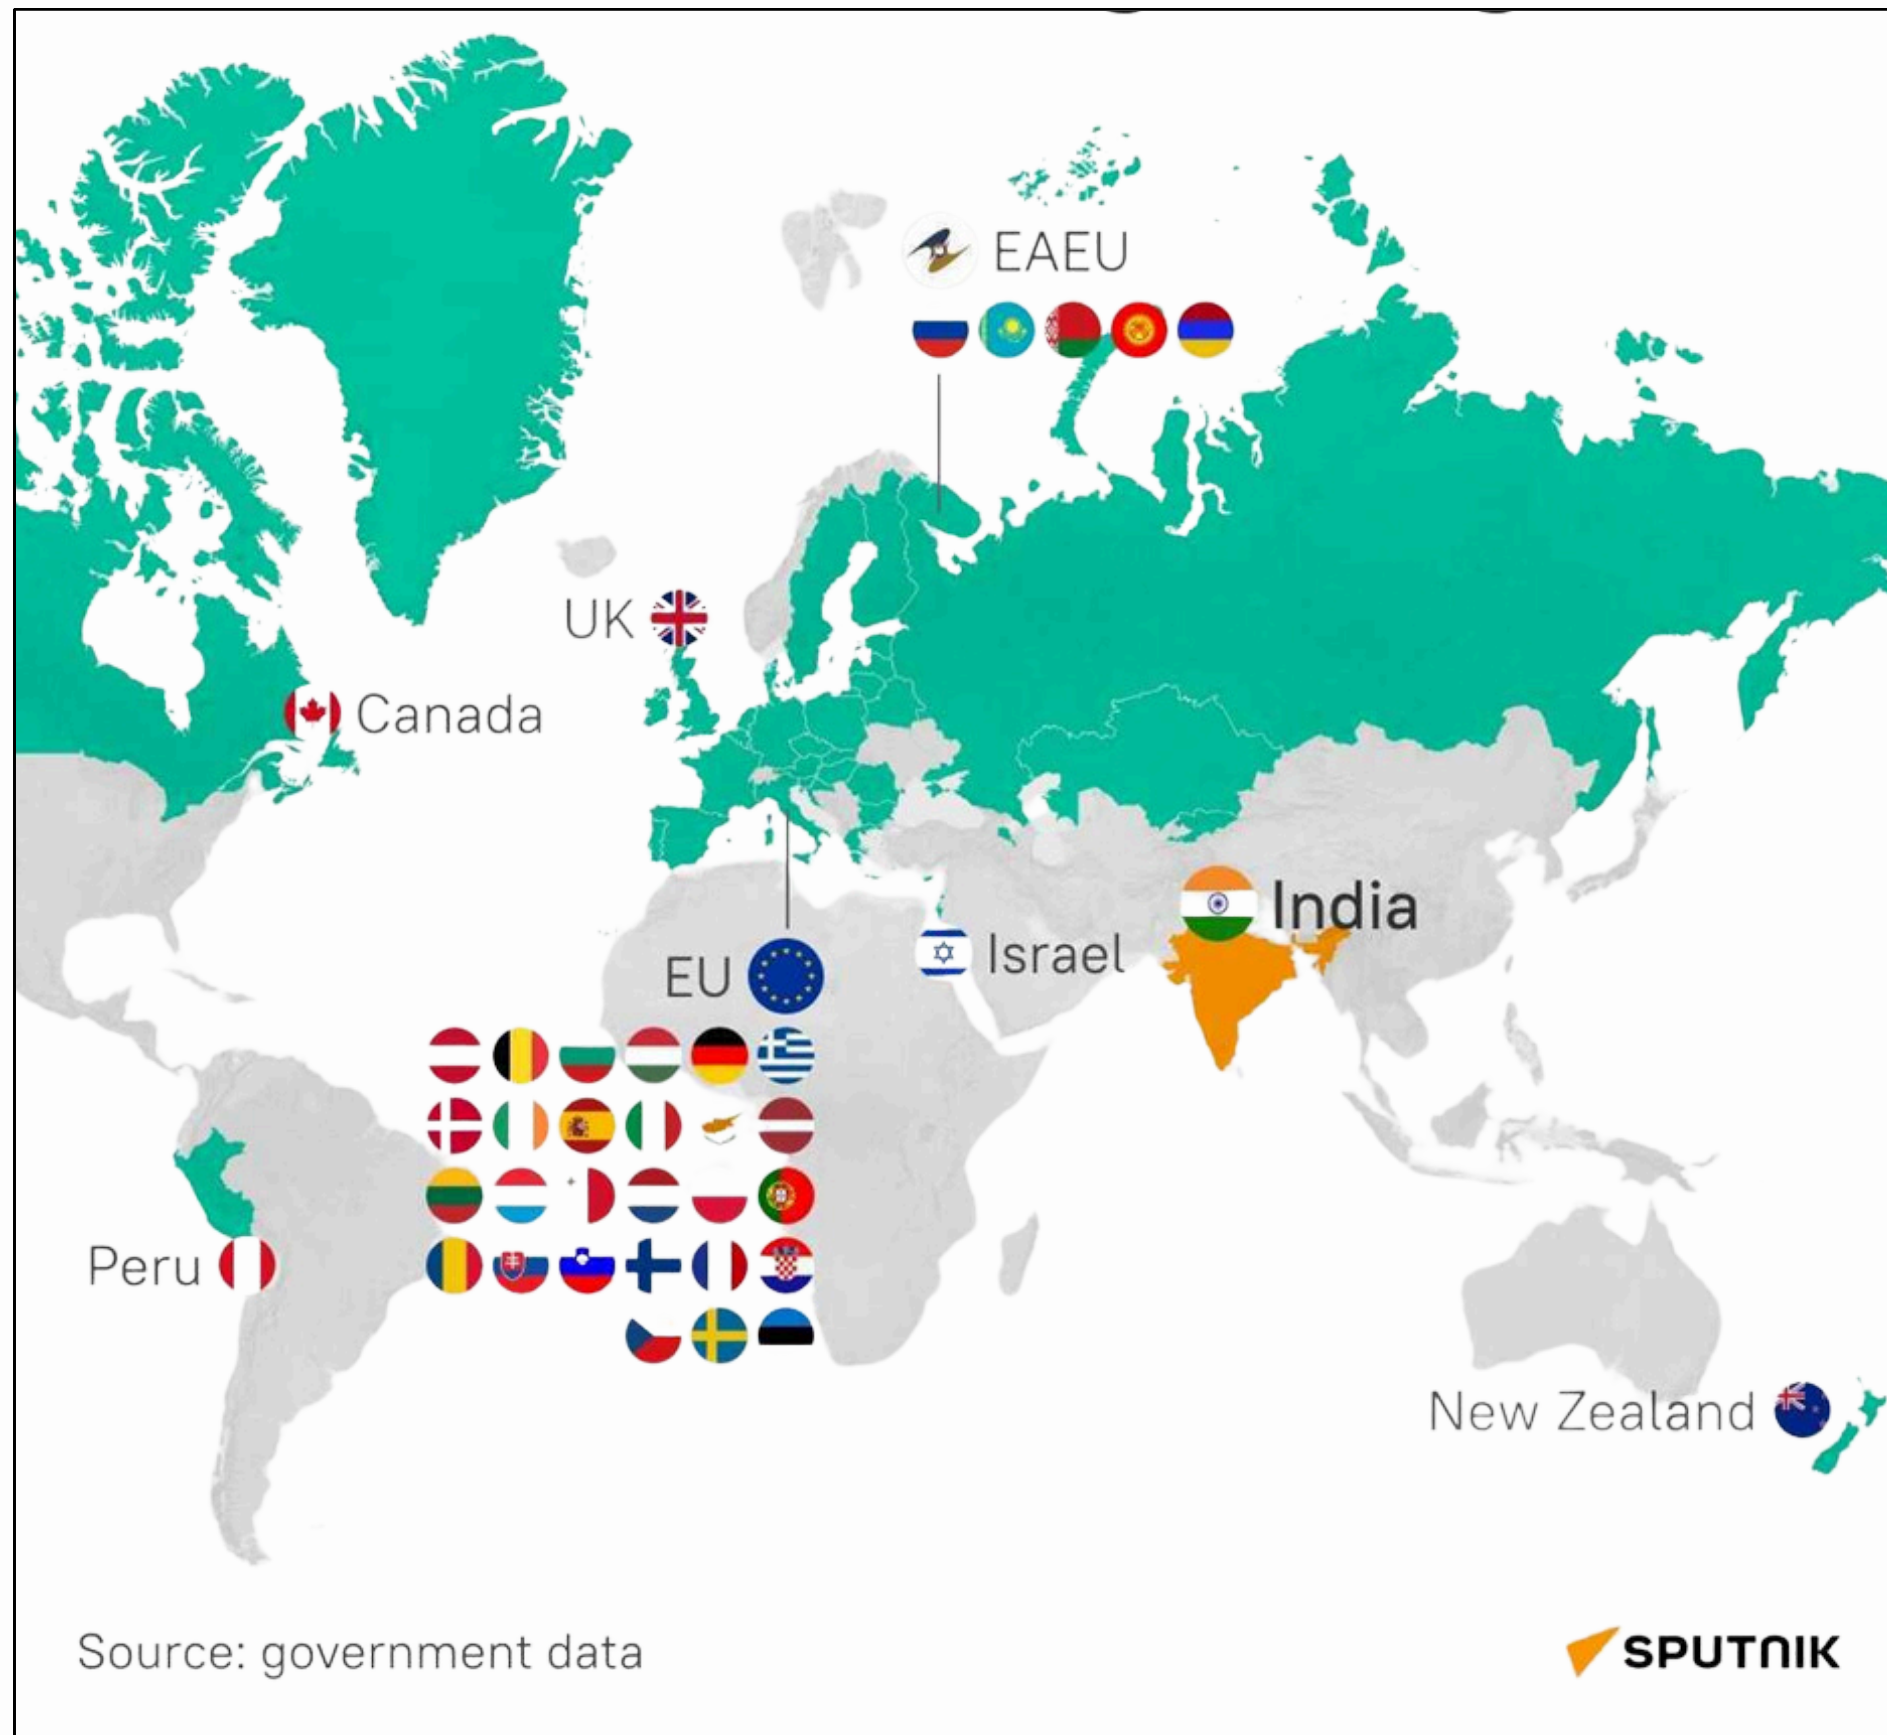 EAEU
UK
Canada
India
Israel
EU
Peru
New Zealand
Source: government data
SPUTNIK